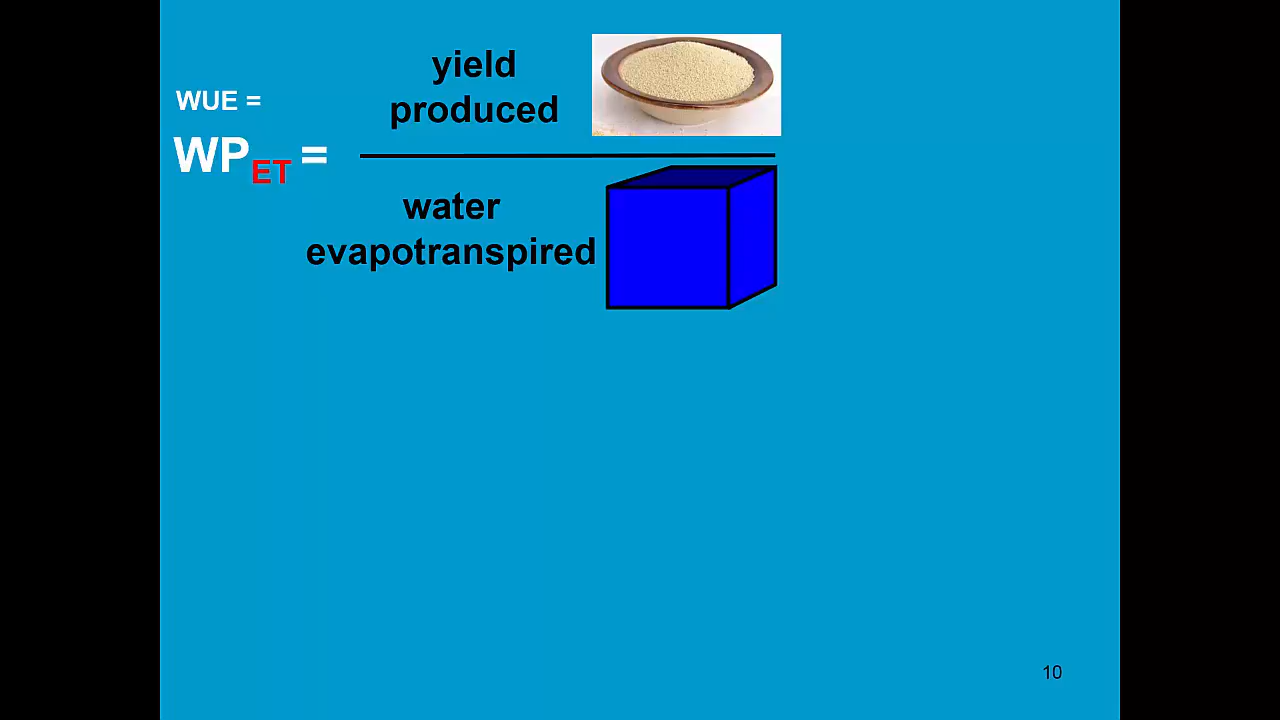 yield
produced
WUE =
WPET =
water
evapotranspired
10